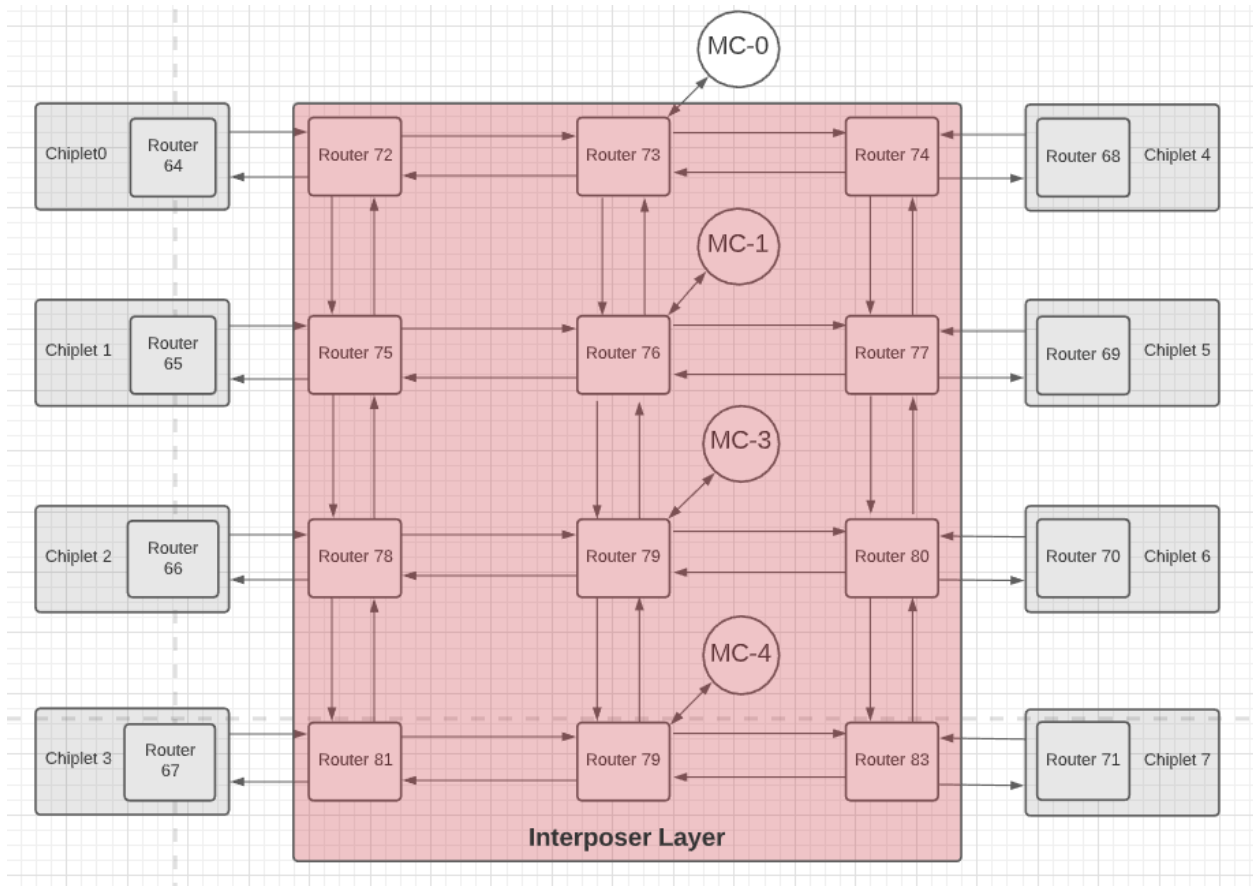 MC-0
Chiplet0
Router
64
Router 72
Router 73
Router 74
Router 68
Chiplet 4
MC-1
Chiplet 1
Router
65
Router 75
Router 76
Router 77
Router 69
Chiplet 5
MC-3
Chiplet 2
Router
66
Router 78
Router 79
Router 80
Router 70
Chiplet 6
MC-4
Chiplet 3
Router
67
Router 81
Router 79
Router 83
Router 71
Chiplet 7
Interposer Layer